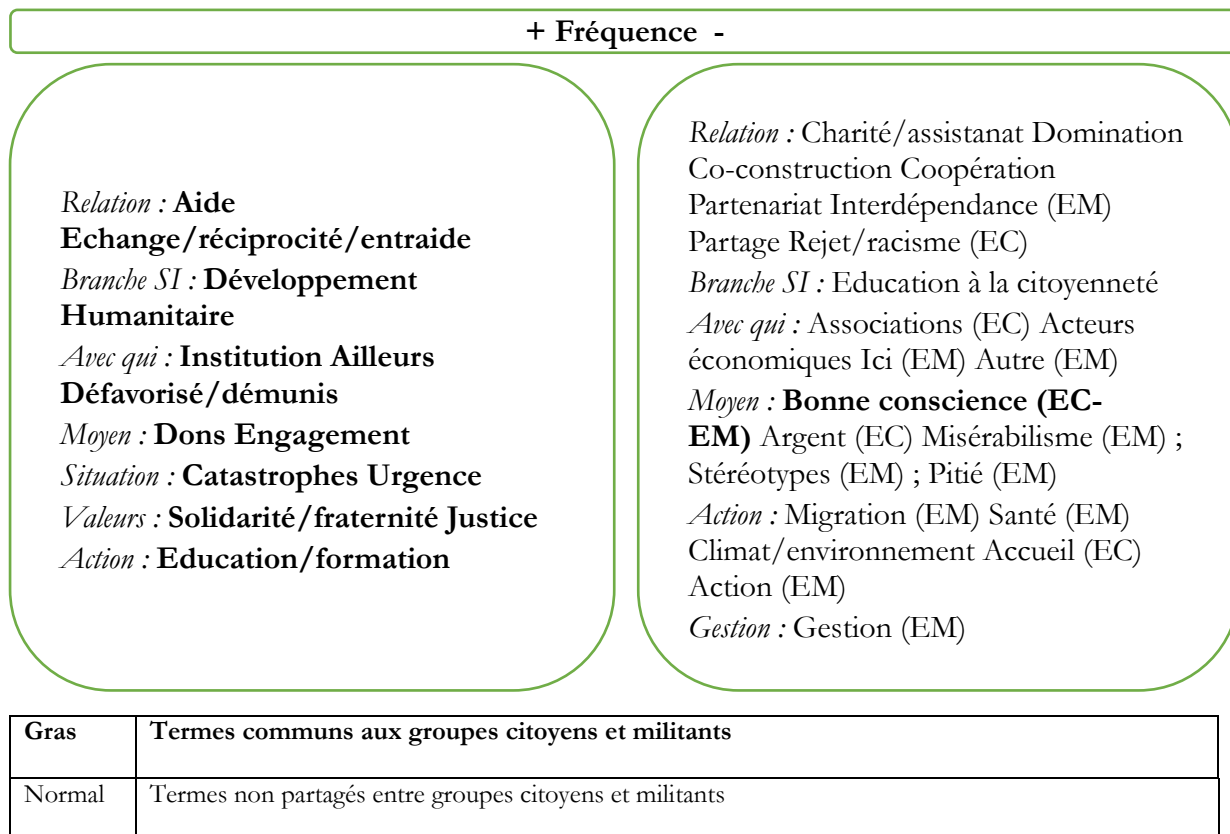 + Fréquence -
Relation : Aide
Echange/réciprocité/entraide
Branche SI : Développement
Humanitaire
Avec qui : Institution Ailleurs
Défavorisé/démunis
Moyen : Dons Engagement
Situation : Catastrophes Urgence
Valeurs : Solidarité/fraternité Justice
Action : Education/formation
Relation : Charité/assistanat Domination
Co-construction Coopération
Partenariat Interdépendance (EM)
Partage Rejet/racisme (EC)
Branche SI : Education à la citoyenneté
Avec qui : Associations (EC) Acteurs
économiques Ici (EM) Autre (EM)
Moyen : Bonne conscience (EC-
EM) Argent (EC) Misérabilisme (EM) ;
Stéréotypes (EM) ; Pitié (EM)
Action : Migration (EM) Santé (EM)
Climat/environnement Accueil (EC)
Action (EM)
Gestion : Gestion (EM)
Gras Termes communs aux groupes citoyens et militants
Normal Termes non partagés entre groupes citoyens et militants